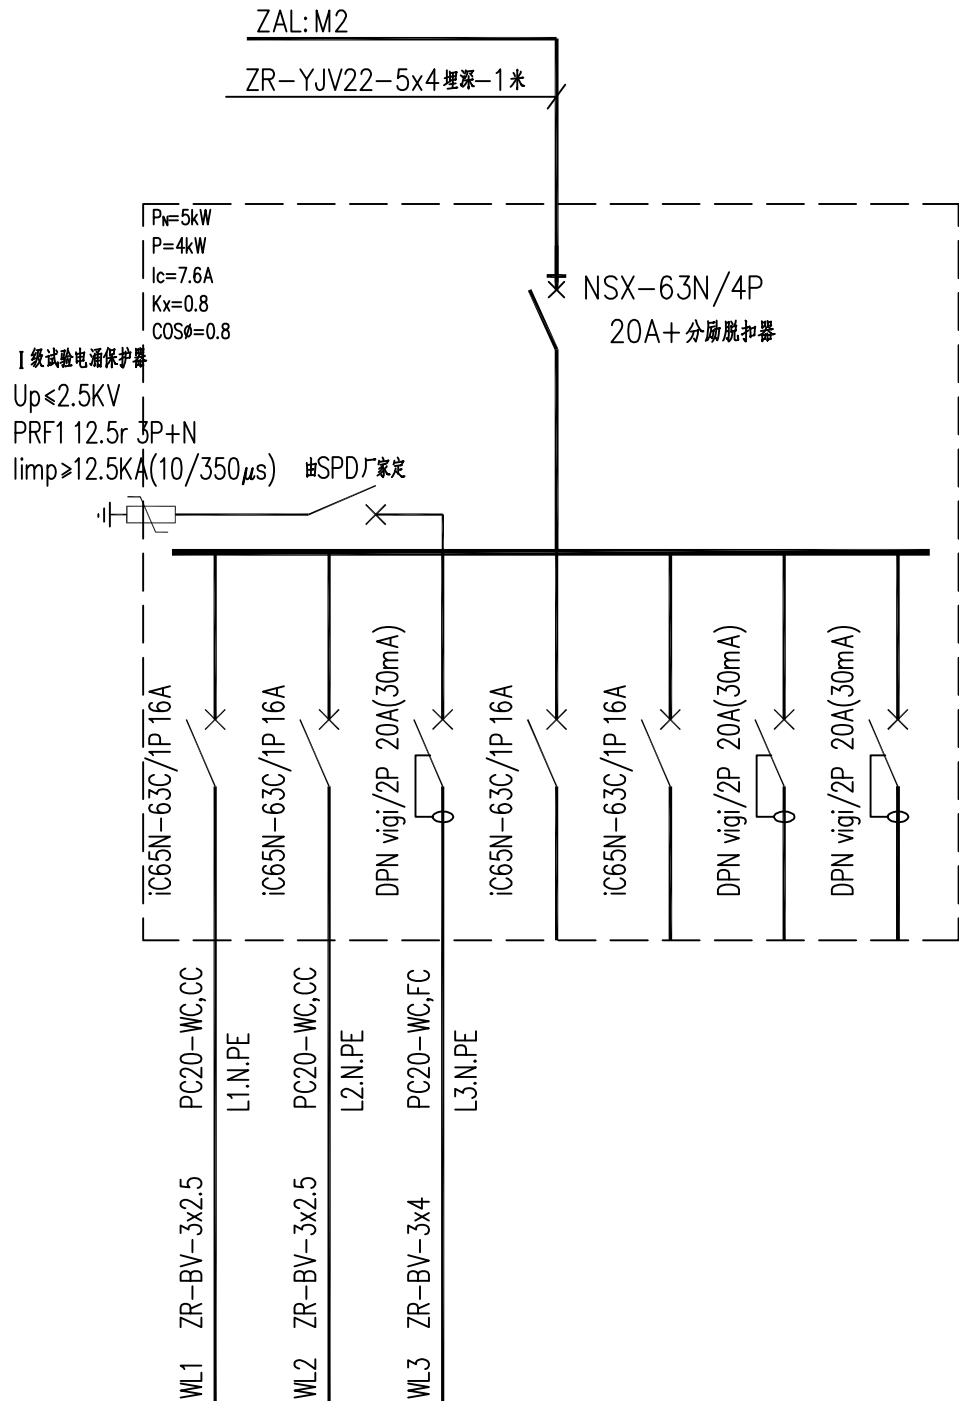 ZAL:M2
ZR-YJV22-5x4埋深-1米
PN=5kW
P=4kW
Ic=7.6A
Kx=0.8
COSø=0.8
NSX-63N/4P
20A+分励脱扣器
I级试验电涌保护器
Up≤2.5KV
PRF1 12.5r 3P+N
Iimp≥12.5KA(10/350μs)
由SPD厂家定
iC65N-63C/1P 16A
iC65N-63C/1P 16A
DPN vigi/2P 20A(30mA)
iC65N-63C/1P 16A
iC65N-63C/1P 16A
DPN vigi/2P 20A(30mA)
DPN vigi/2P 20A(30mA)
WL1 ZR-BV-3x2.5 PC20-WC,CC
L1.N.PE
WL2 ZR-BV-3x2.5 PC20-WC,CC
L2.N.PE
WL3 ZR-BV-3x4 PC20-WC,FC
L3.N.PE